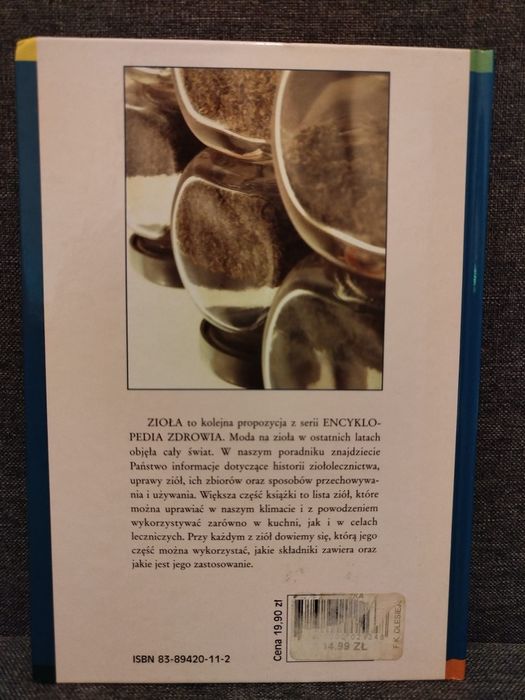 ZIOŁA to kolejna propozycja z serii ENCYKLO-
PEDIA ZDROWIA. Moda na zioła w ostatnich latach
objęła cały świat. W naszym poradniku znajdziecie
Państwo informacje dotyczące historii ziołolecznictwa,
uprawy ziół, ich zbiorów oraz sposobów przechowywa-
nia i używania. Większa część książki to lista ziół, które
można uprawiać w naszym klimacie i z powodzeniem
wykorzystywać zarówno w kuchni, jak i w celach
leczniczych. Przy każdym z ziół dowiemy się, którą jego
część można wykorzystać, jakie składniki zawiera oraz
jakie jest jego zastosowanie.
ISBN 83-89420-11-2
Cena 19,90 zł
14.99 ZŁ
F.K. OLESIEJUK